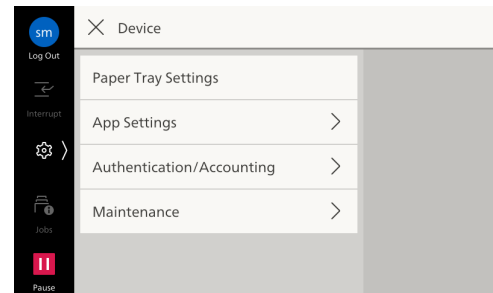 sm
Log Out
Interrupt
Jobs
Pause
Device
Paper Tray Settings
App Settings
Authentication/Accounting
Maintenance